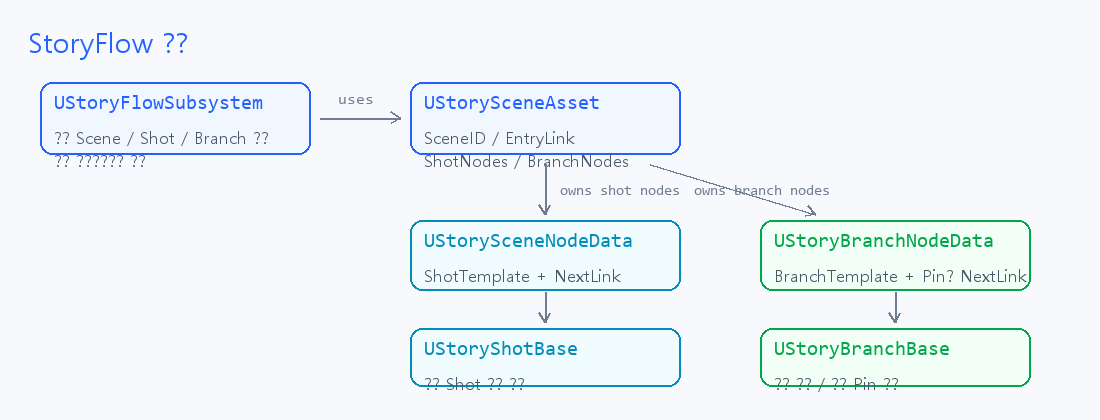 StoryFlow ??
UStoryFlowSubsystem
?? Scene / Shot / Branch ??
?? ?????? ??
uses
UStorySceneAsset
SceneID / EntryLink
ShotNodes / BranchNodes
owns shot nodes
owns branch nodes
UStorySceneNodeData
ShotTemplate + NextLink
UStoryBranchNodeData
BranchTemplate + Pin? NextLink
UStoryShotBase
?? Shot ?? ??
UStoryBranchBase
?? ?? / ?? Pin ??